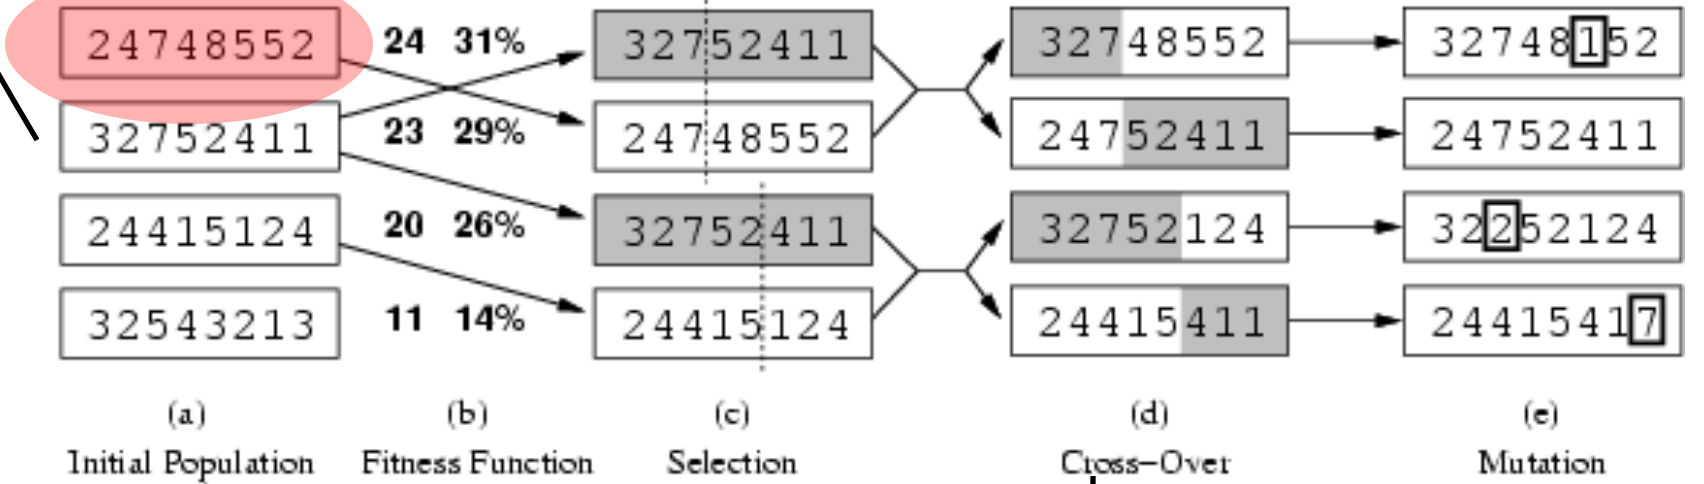 24748552 24 31% 32752411 32748552 32748152
32752411 23 29% 24748552 24752411 24752411
24415124 20 26% 32752411 32752124 32252124
32543213 11 14% 24415124 24415411 24415417
(a) (b) (c) (d) (e)
Initial Population Fitness Function Selection Cross-Over Mutation